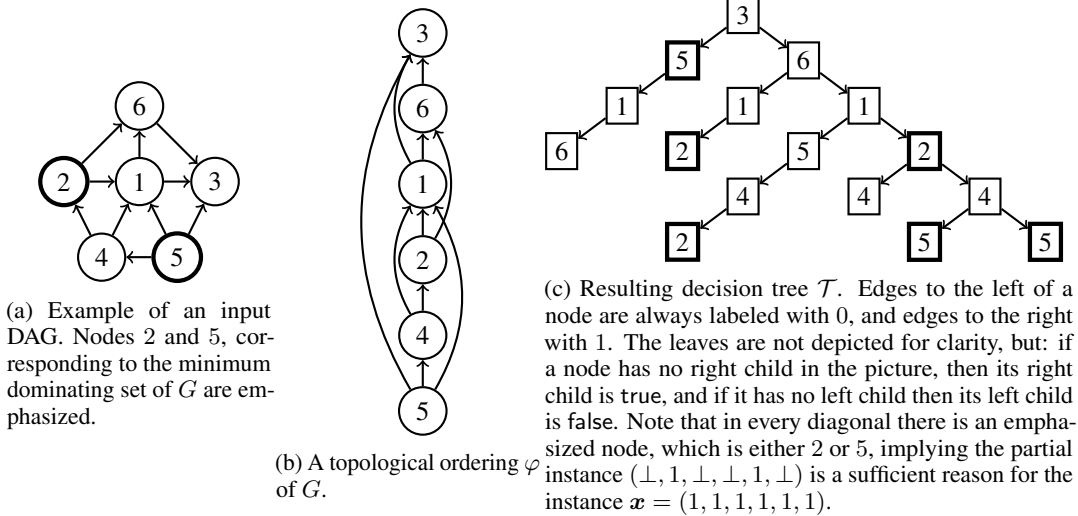 6
2 1 3
4 5
(a) Example of an input
DAG. Nodes 2 and 5, cor-
responding to the minimum
dominating set of G are em-
phasized.
3
6
1
2
4
5
(b) A topological ordering φ
of G.
3
5 6
1 1 1
6 2 5 2
4 4 4
2 5 5
(c) Resulting decision tree 𝒯. Edges to the left of a
node are always labeled with 0, and edges to the right
with 1. The leaves are not depicted for clarity, but: if
a node has no right child in the picture, then its right
child is true, and if it has no left child then its left child
is false. Note that in every diagonal there is an empha-
sized node, which is either 2 or 5, implying the partial
instance (⊥, 1, ⊥, ⊥, 1, ⊥) is a sufficient reason for the
instance x = (1, 1, 1, 1, 1, 1).